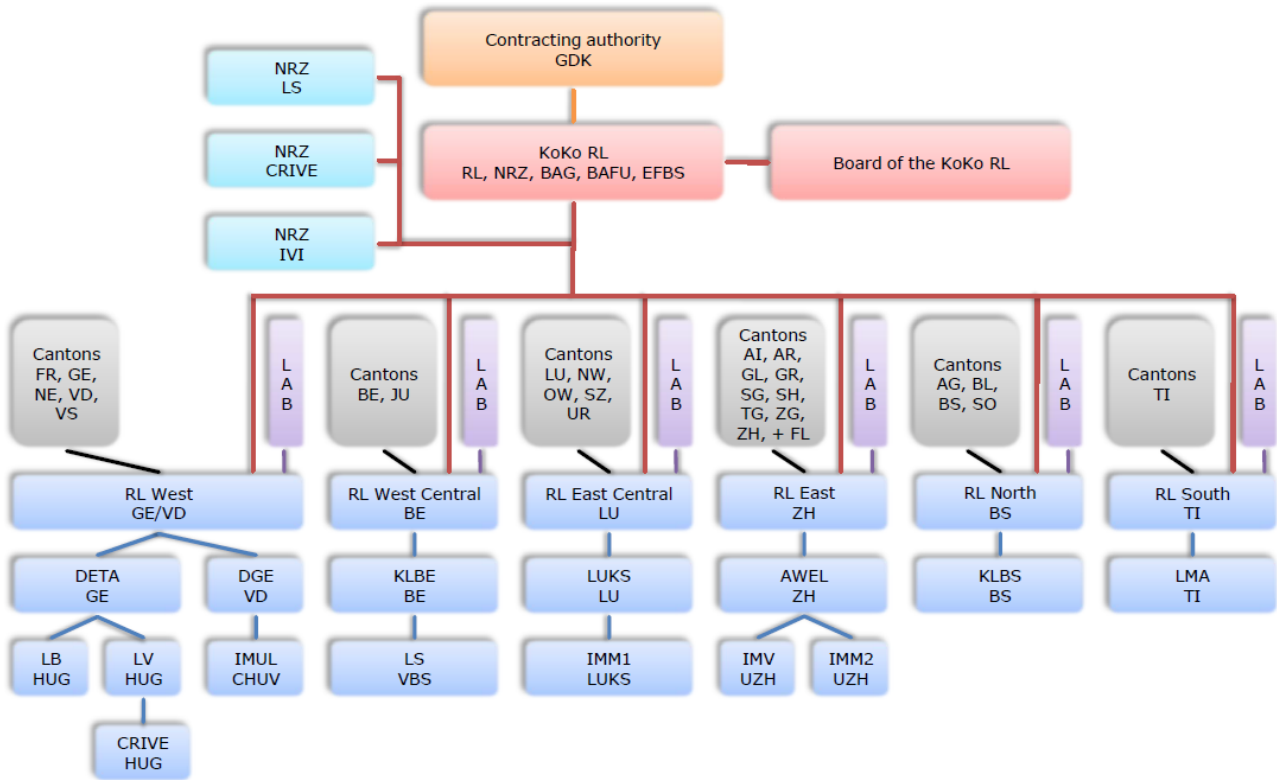 Contracting authority
GDK
NRZ
LS
NRZ
CRIVE
NRZ
IVI
KoKo RL
RL, NRZ, BAG, BAFU, EFBS
Board of the KoKo RL
Cantons
FR, GE,
NE, VD,
VS
L
A
B
Cantons
BE, JU
L
A
B
Cantons
LU, NW,
OW, SZ,
UR
L
A
B
Cantons
AI, AR,
GL, GR,
SG, SH,
TG, ZG,
ZH, + FL
L
A
B
Cantons
AG, BL,
BS, SO
L
A
B
Cantons
TI
L
A
B
RL West
GE/VD
RL West Central
BE
RL East Central
LU
RL East
ZH
RL North
BS
RL South
TI
DETA
GE
DGE
VD
KLBE
BE
LUKS
LU
AWEL
ZH
KLBS
BS
LMA
TI
LB
HUG
LV
HUG
IMUL
CHUV
LS
VBS
IMM1
LUKS
IMV
UZH
IMM2
UZH
CRIVE
HUG